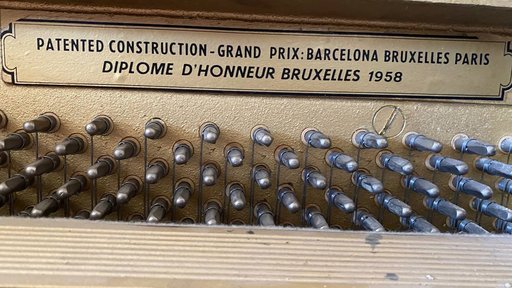 PATENTED CONSTRUCTION-GRAND PRIX: BARCELONA BRUXELLES PARIS
DIPLOME D'HONNEUR BRUXELLES 1958